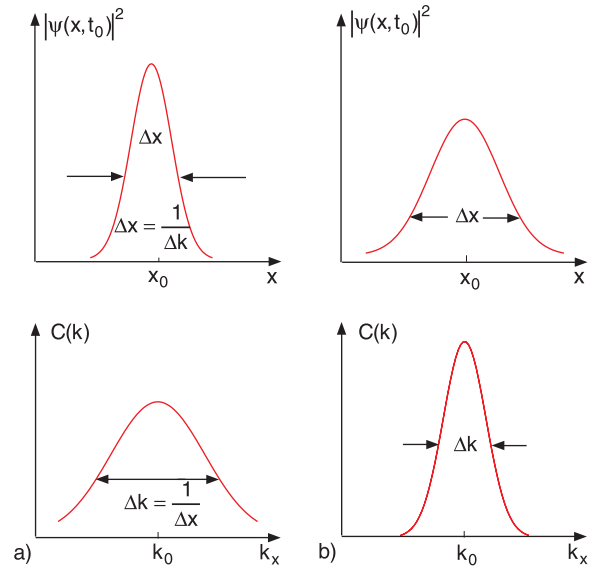 |ψ(x,t₀)|²
Δx
Δx = 1/Δk
x₀
x
|ψ(x,t₀)|²
Δx
x₀
x
C(k)
Δk = 1/Δx
a)
k₀
kₓ
C(k)
Δk
b)
k₀
kₓ